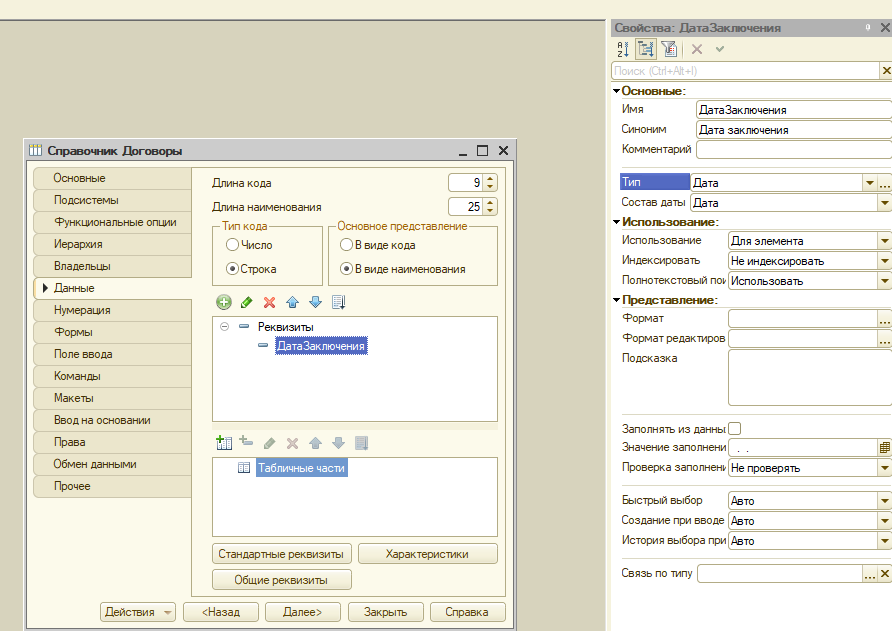 Свойства: ДатаЗаключения
Поиск (Ctrl+Alt+I)
Основные:
Имя ДатаЗаключения
Синоним Дата заключения
Комментарий
Тип Дата
Состав даты Дата
Использование:
Использование Для элемента
Индексировать Не индексировать
Полнотекстовый пои Использовать
Представление:
Формат
Формат редактиров
Подсказка
Заполнять из данны
Значение заполнени . .
Проверка заполнени Не проверять
Быстрый выбор Авто
Создание при вводе Авто
История выбора при Авто
Связь по типу
Справочник Договоры
Основные
Подсистемы
Функциональные опции
Иерархия
Владельцы
Данные
Нумерация
Формы
Поле ввода
Команды
Макеты
Ввод на основании
Права
Обмен данными
Прочее
Длина кода 9
Длина наименования 25
Тип кода
Число
Строка
Основное представление
В виде кода
В виде наименования
Реквизиты
ДатаЗаключения
Табличные части
Стандартные реквизиты Характеристики
Общие реквизиты
Действия <Назад Далее> Закрыть Справка